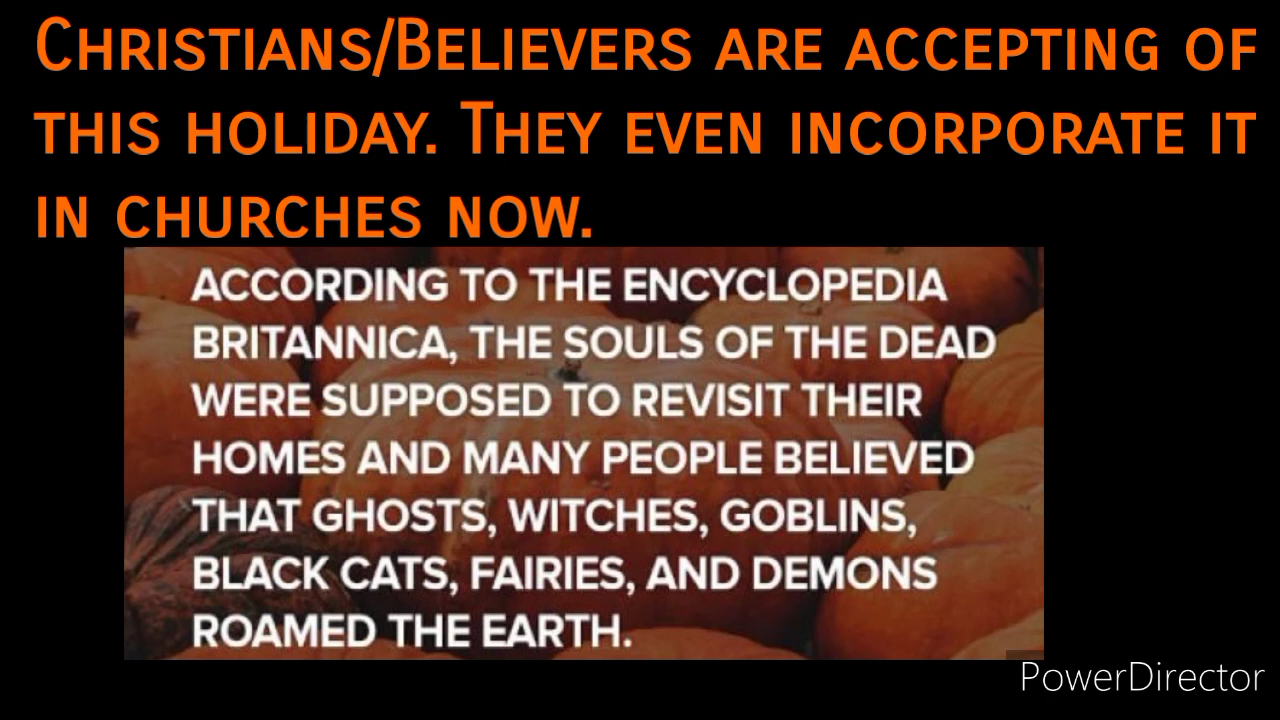 Christians/Believers are accepting of
this holiday. They even incorporate it
in churches now.
ACCORDING TO THE ENCYCLOPEDIA
BRITANNICA, THE SOULS OF THE DEAD
WERE SUPPOSED TO REVISIT THEIR
HOMES AND MANY PEOPLE BELIEVED
THAT GHOSTS, WITCHES, GOBLINS,
BLACK CATS, FAIRIES, AND DEMONS
ROAMED THE EARTH.
PowerDirector